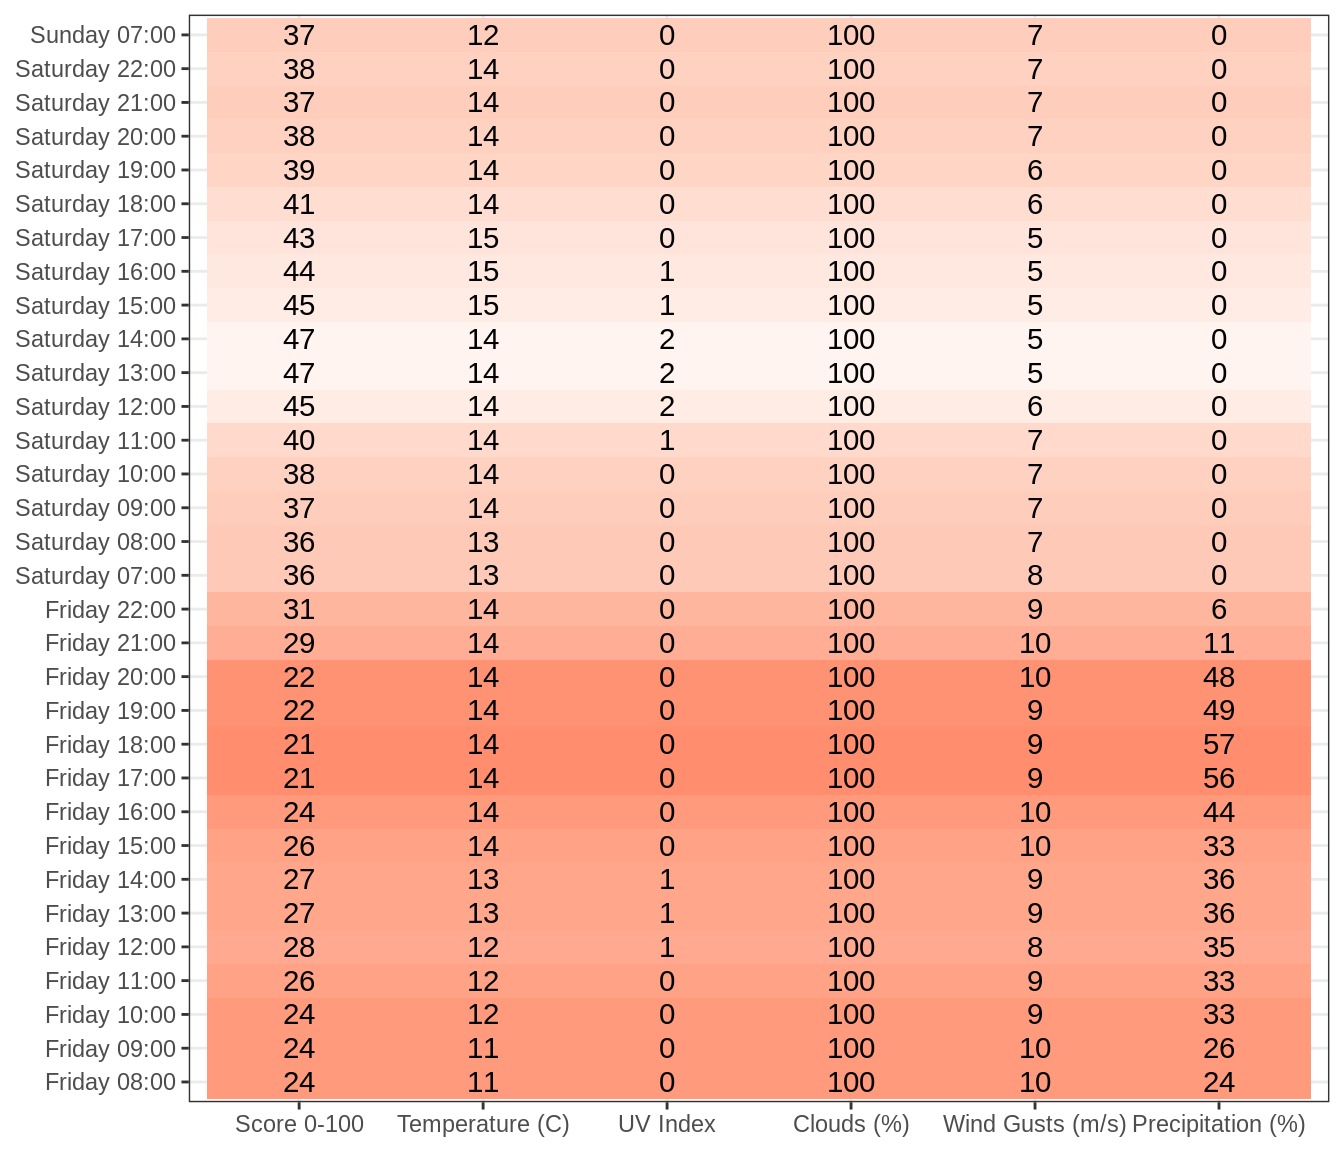 Sunday 07:00 37 12 0 100 7 0
Saturday 22:00 38 14 0 100 7 0
Saturday 21:00 37 14 0 100 7 0
Saturday 20:00 38 14 0 100 7 0
Saturday 19:00 39 14 0 100 6 0
Saturday 18:00 41 14 0 100 6 0
Saturday 17:00 43 15 0 100 5 0
Saturday 16:00 44 15 1 100 5 0
Saturday 15:00 45 15 1 100 5 0
Saturday 14:00 47 14 2 100 5 0
Saturday 13:00 47 14 2 100 5 0
Saturday 12:00 45 14 2 100 6 0
Saturday 11:00 40 14 1 100 7 0
Saturday 10:00 38 14 0 100 7 0
Saturday 09:00 37 14 0 100 7 0
Saturday 08:00 36 13 0 100 7 0
Saturday 07:00 36 13 0 100 8 0
Friday 22:00 31 14 0 100 9 6
Friday 21:00 29 14 0 100 10 11
Friday 20:00 22 14 0 100 10 48
Friday 19:00 22 14 0 100 9 49
Friday 18:00 21 14 0 100 9 57
Friday 17:00 21 14 0 100 9 56
Friday 16:00 24 14 0 100 10 44
Friday 15:00 26 14 0 100 10 33
Friday 14:00 27 13 1 100 9 36
Friday 13:00 27 13 1 100 9 36
Friday 12:00 28 12 1 100 8 35
Friday 11:00 26 12 0 100 9 33
Friday 10:00 24 12 0 100 9 33
Friday 09:00 24 11 0 100 10 26
Friday 08:00 24 11 0 100 10 24
Score 0-100 Temperature (C) UV Index Clouds (%) Wind Gusts (m/s) Precipitation (%)